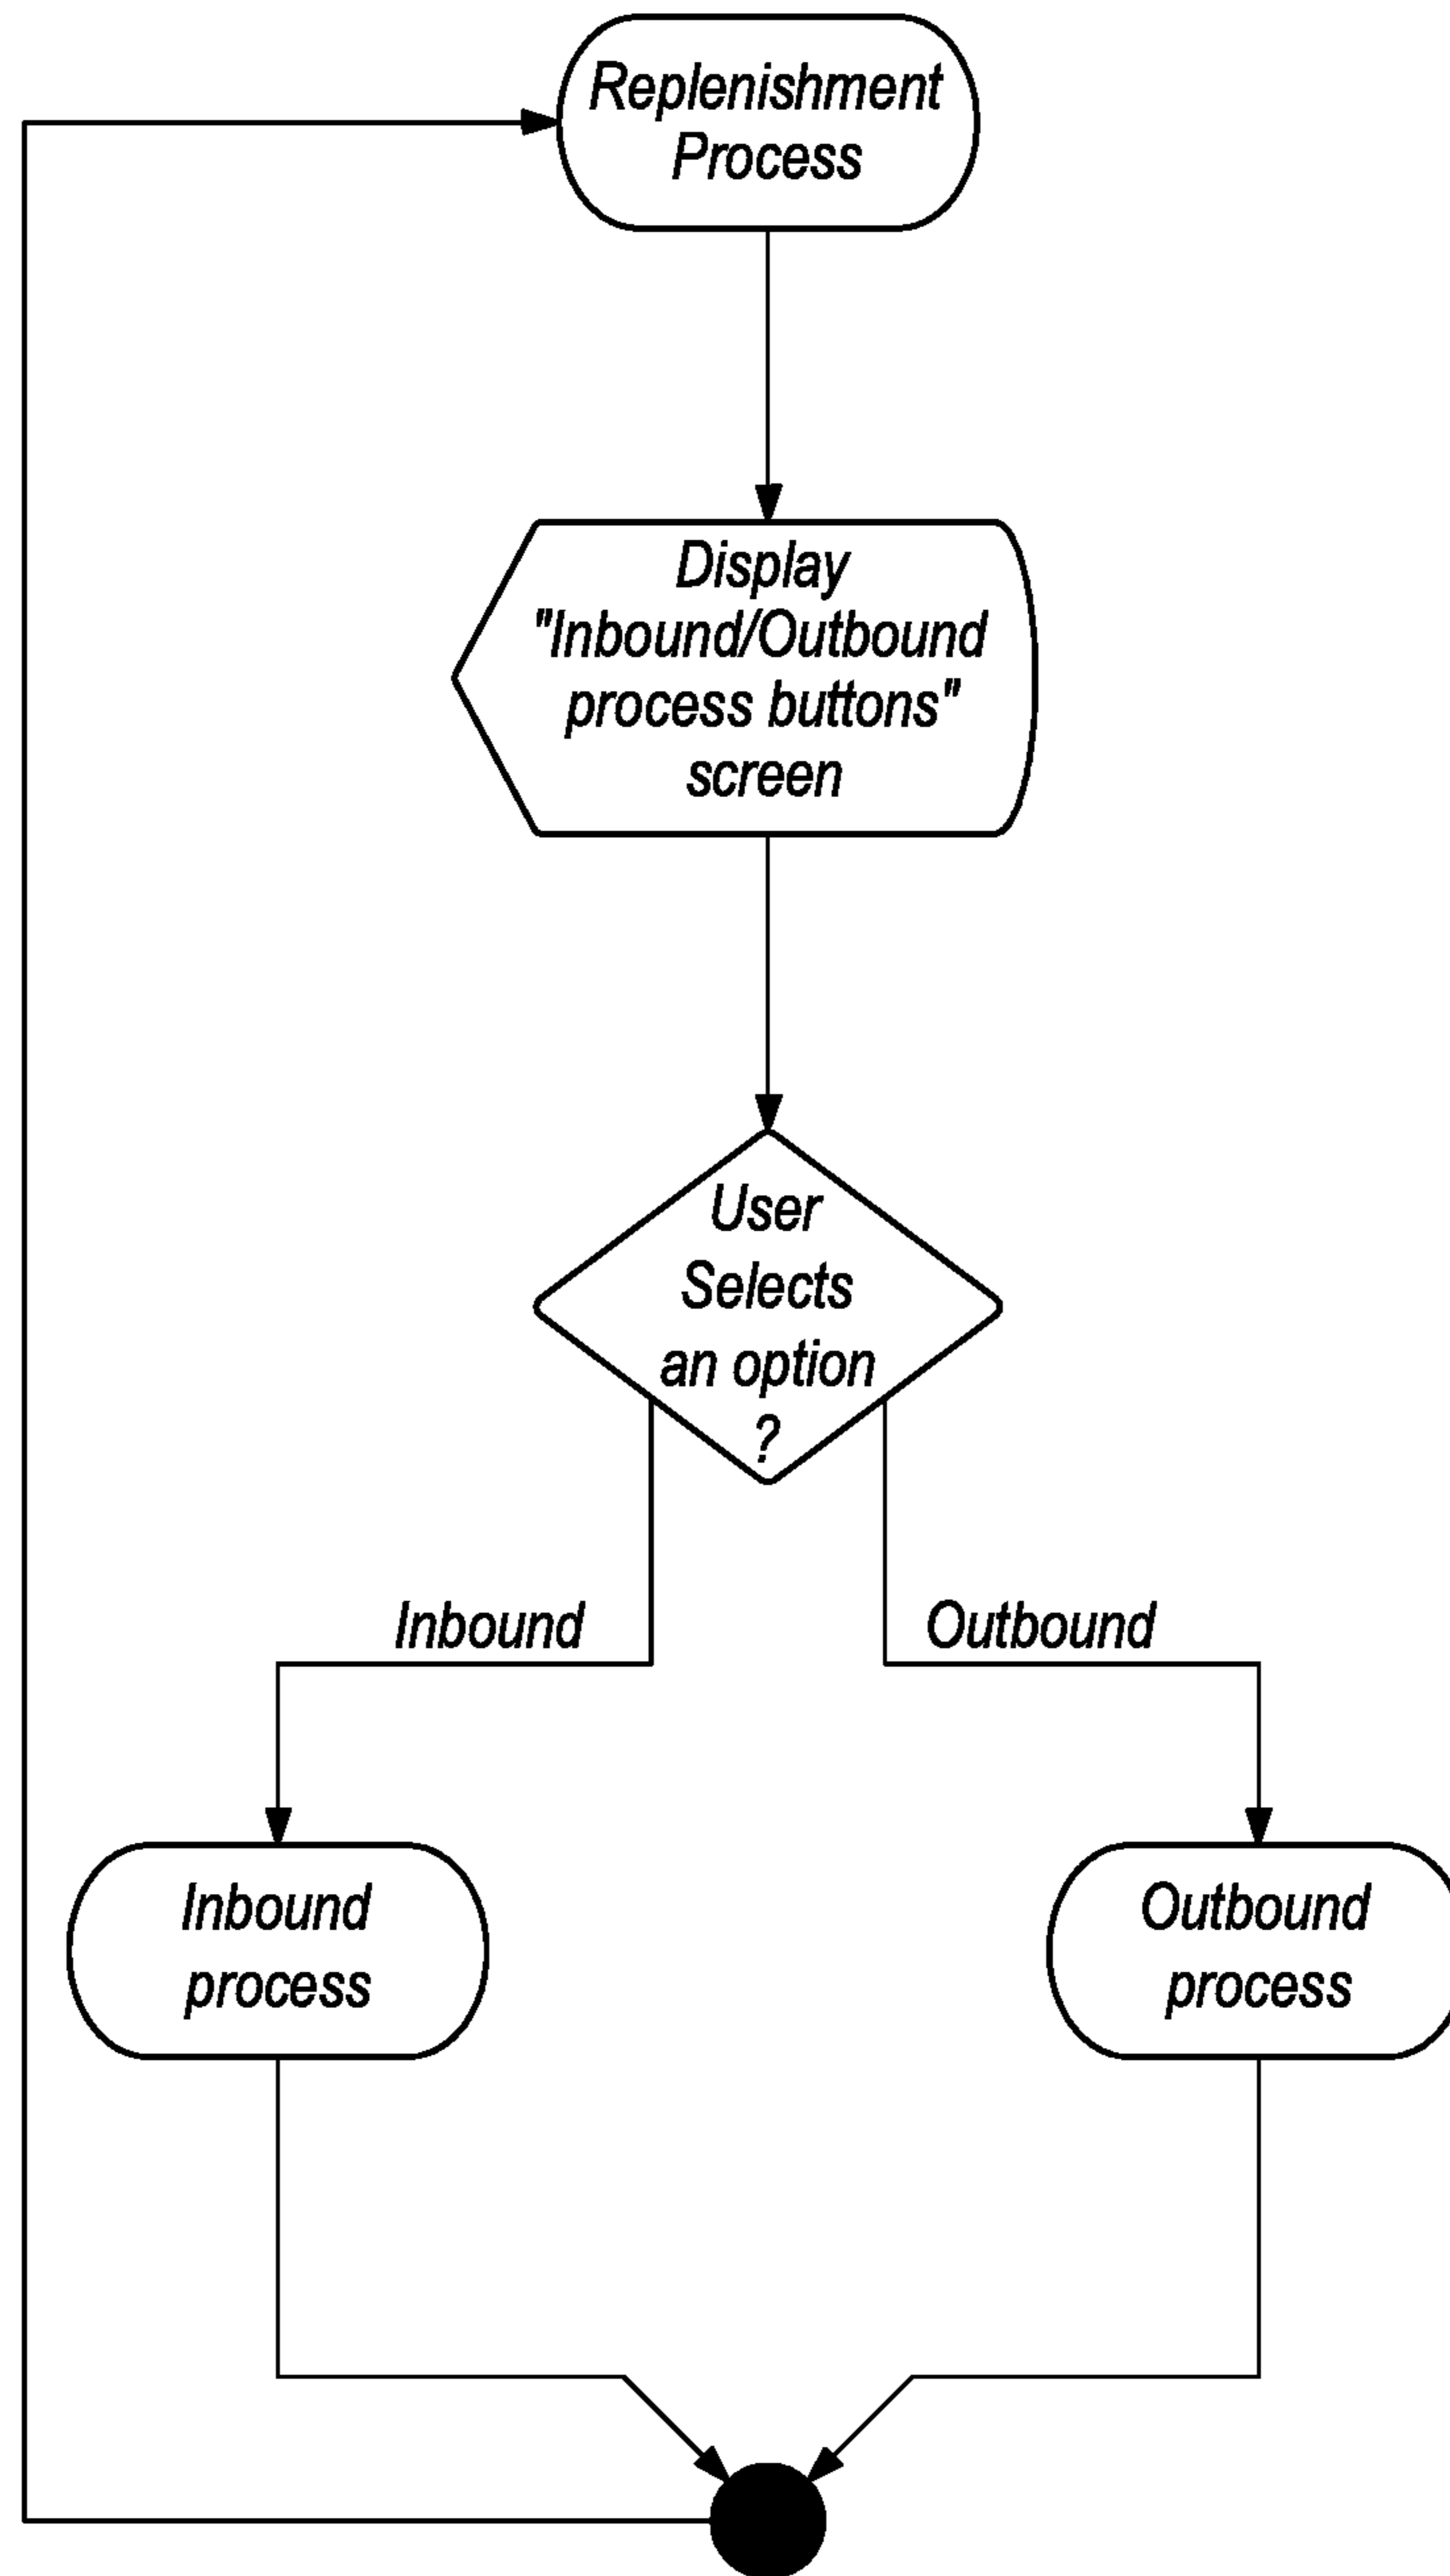 Replenishment
Process
Display
"Inbound/Outbound
process buttons"
screen
User
Selects
an option
?
Inbound
Outbound
Inbound
process
Outbound
process